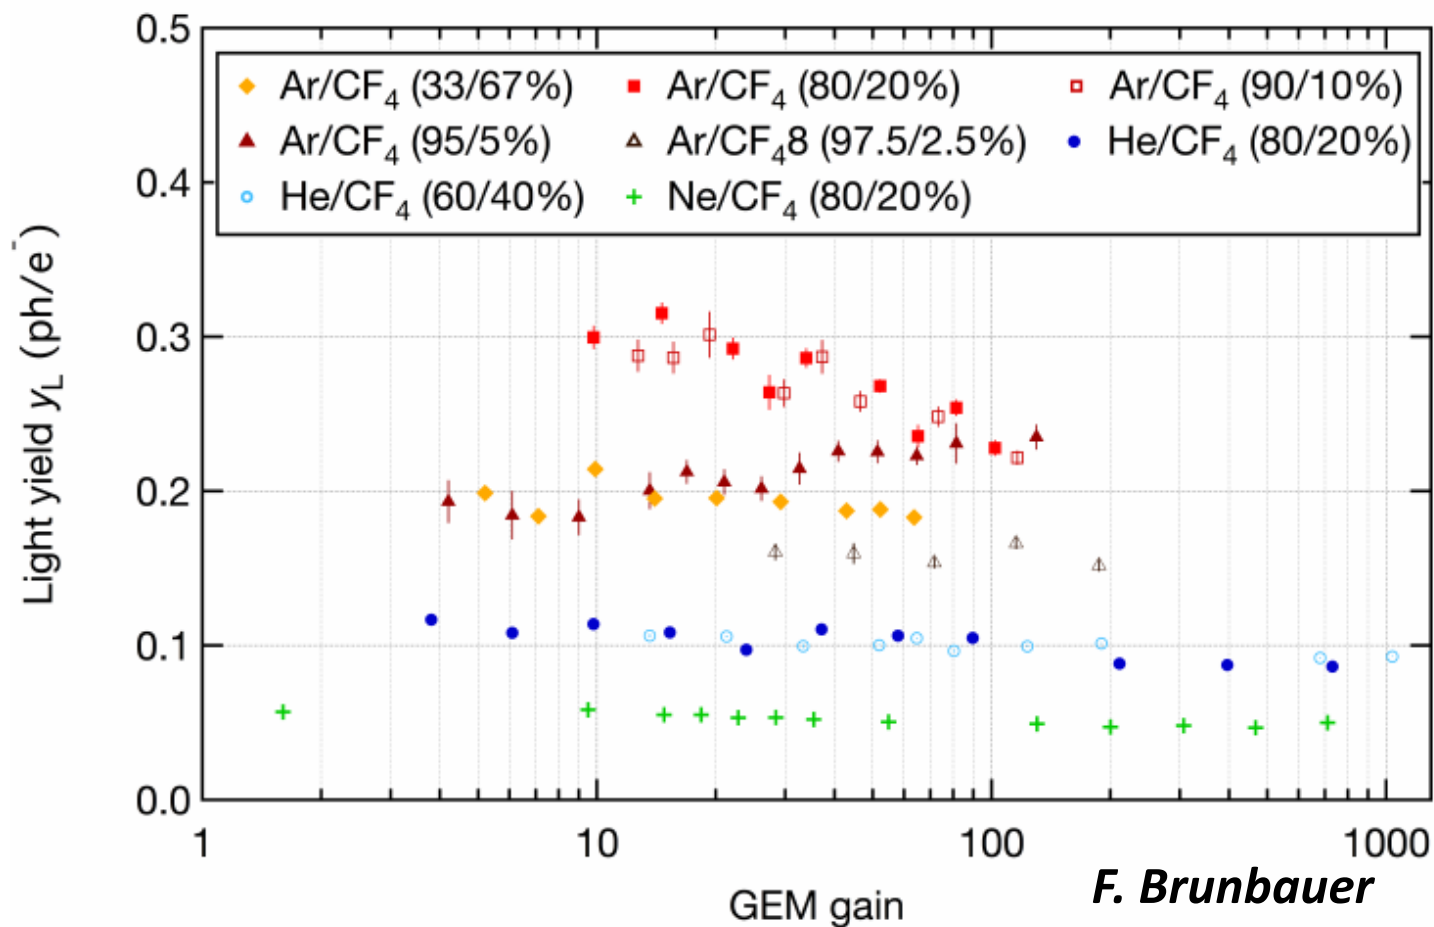 0.5
Ar/CF4 (33/67%) Ar/CF4 (80/20%) Ar/CF4 (90/10%)
Ar/CF4 (95/5%) Ar/CF48 (97.5/2.5%) He/CF4 (80/20%)
He/CF4 (60/40%) Ne/CF4 (80/20%)
0.4
0.3
0.2
0.1
0.0
Light yield yL (ph/e-)
1 10 100 1000
GEM gain
F. Brunbauer